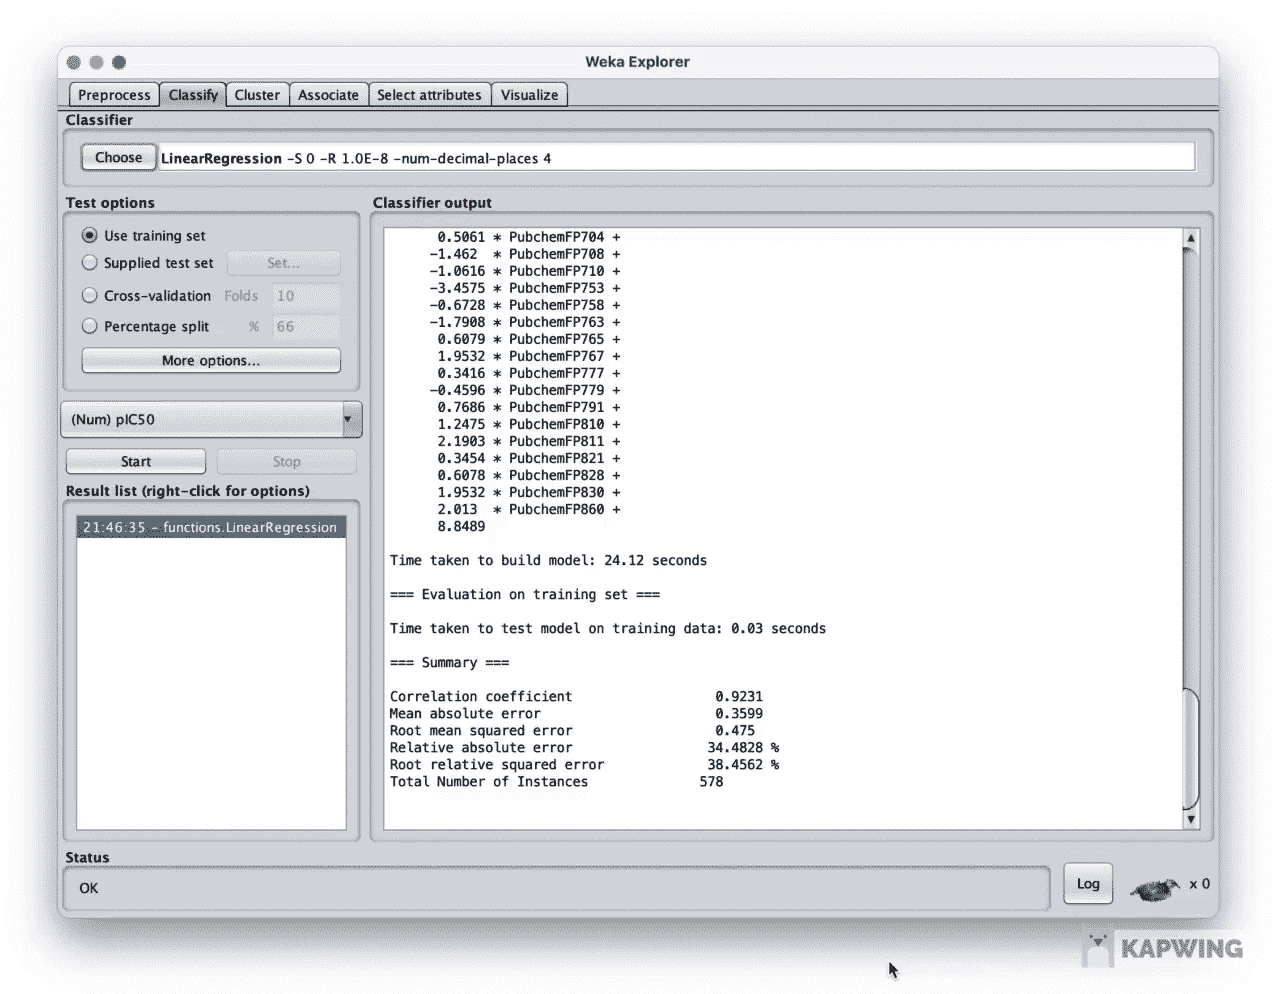 Weka Explorer
Preprocess Classify Cluster Associate Select attributes Visualize
Classifier
Choose LinearRegression -S 0 -R 1.0E-8 -num-decimal-places 4
Test options
Use training set
Supplied test set Set...
Cross-validation Folds 10
Percentage split % 66
More options...
(Num) pIC50
Start Stop
Result list (right-click for options)
21:46:35 - functions.LinearRegression
Classifier output
0.5061 * PubchemFP704 +
-1.462 * PubchemFP708 +
-1.0616 * PubchemFP710 +
-3.4575 * PubchemFP753 +
-0.6728 * PubchemFP758 +
-1.7908 * PubchemFP763 +
0.6079 * PubchemFP765 +
1.9532 * PubchemFP767 +
0.3416 * PubchemFP777 +
-0.4596 * PubchemFP779 +
0.7686 * PubchemFP791 +
1.2475 * PubchemFP810 +
2.1903 * PubchemFP811 +
0.3454 * PubchemFP821 +
0.6078 * PubchemFP828 +
1.9532 * PubchemFP830 +
2.013 * PubchemFP860 +
8.8489
Time taken to build model: 24.12 seconds
=== Evaluation on training set ===
Time taken to test model on training data: 0.03 seconds
=== Summary ===
Correlation coefficient 0.9231
Mean absolute error 0.3599
Root mean squared error 0.475
Relative absolute error 34.4828 %
Root relative squared error 38.4562 %
Total Number of Instances 578
Status
OK
Log x 0
KAPWING